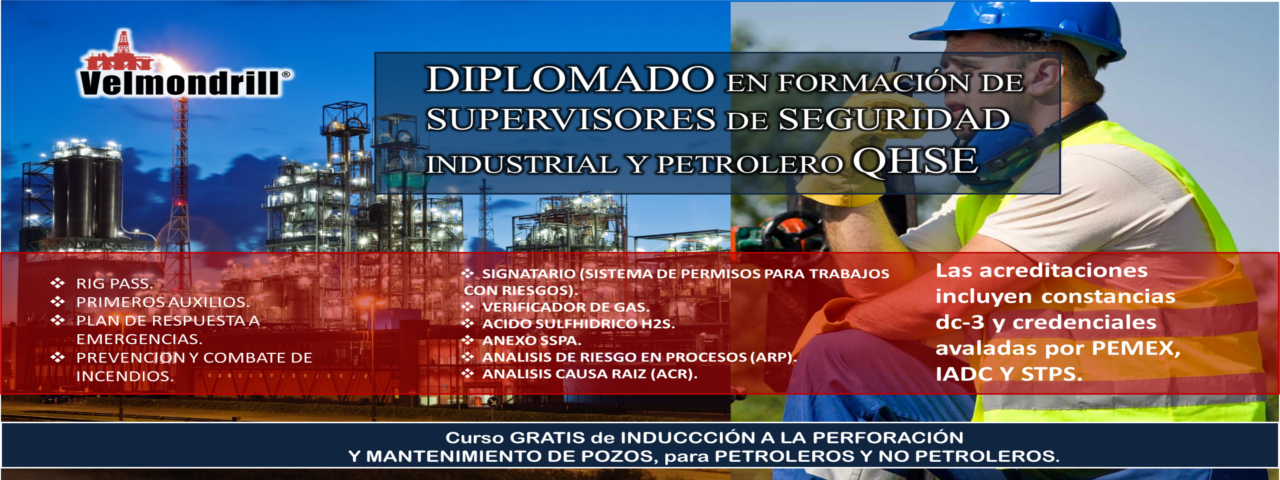 Velmondrill®
DIPLOMADO EN FORMACIÓN DE
SUPERVISORES DE SEGURIDAD
INDUSTRIAL Y PETROLERO QHSE
❖ RIG PASS.
❖ PRIMEROS AUXILIOS.
❖ PLAN DE RESPUESTA A
EMERGENCIAS.
❖ PREVENCION Y COMBATE DE
INCENDIOS.
❖ SIGNATARIO (SISTEMA DE PERMISOS PARA TRABAJOS
CON RIESGOS).
❖ VERIFICADOR DE GAS.
❖ ACIDO SULFHIDRICO H2S.
❖ ANEXO SSPA.
❖ ANALISIS DE RIESGO EN PROCESOS (ARP).
❖ ANALISIS CAUSA RAIZ (ACR).
Las acreditaciones
incluyen constancias
dc-3 y credenciales
avaladas por PEMEX,
IADC Y STPS.
Curso GRATIS de INDUCCCIÓN A LA PERFORACIÓN
Y MANTENIMIENTO DE POZOS, para PETROLEROS Y NO PETROLEROS.